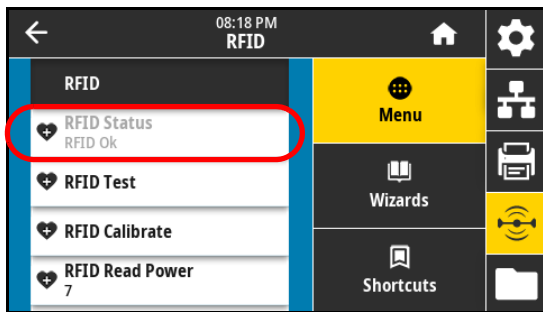 08:18 PM
RFID
RFID
RFID Status
RFID Ok
RFID Test
RFID Calibrate
RFID Read Power
7
Menu
Wizards
Shortcuts